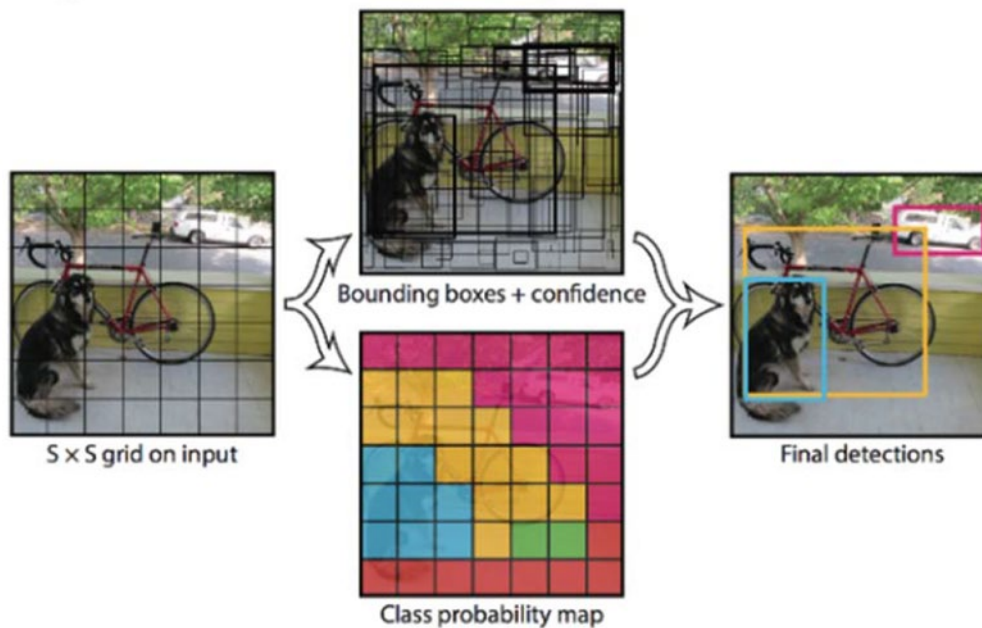 Bounding boxes + confidence
S × S grid on input
Final detections
Class probability map